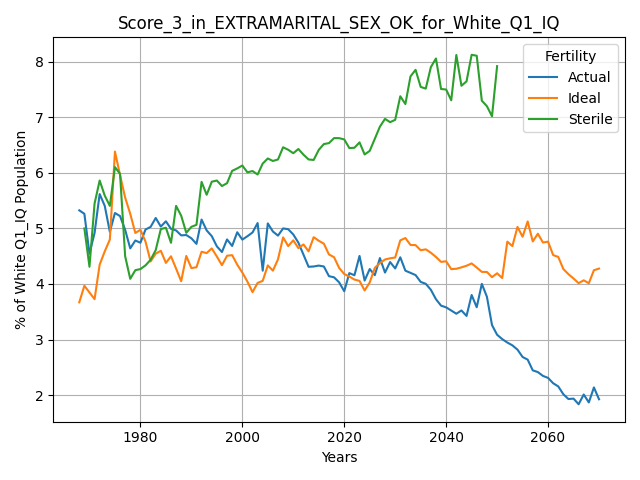 Score_3_in_EXTRAMARITAL_SEX_OK_for_White_Q1_IQ
% of White Q1_IQ Population
8
7
6
5
4
3
2
Fertility
Actual
Ideal
Sterile
1980 2000 2020 2040 2060
Years